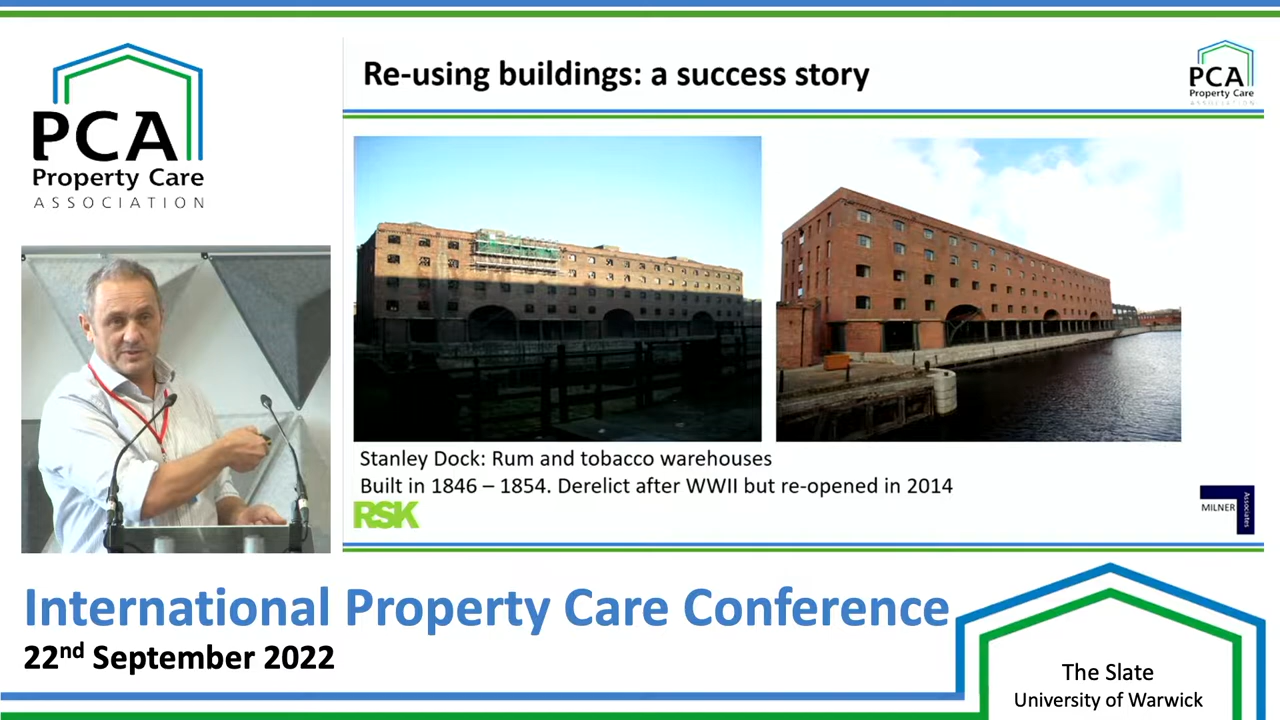 PCA
Property Care
ASSOCIATION
Re-using buildings: a success story
PCA
Property Care
ASSOCIATION
Stanley Dock: Rum and tobacco warehouses
Built in 1846 – 1854. Derelict after WWII but re-opened in 2014
RSK
MILNER
Associates
International Property Care Conference
22nd September 2022
The Slate
University of Warwick